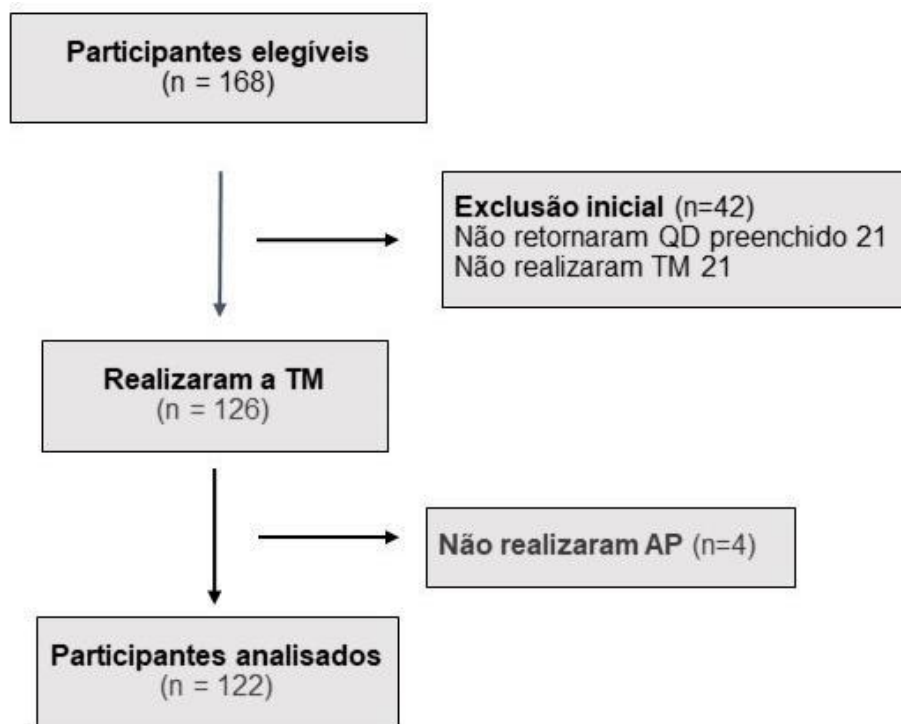 Participantes elegíveis
(n = 168)
Exclusão inicial (n=42)
Não retornaram QD preenchido 21
Não realizaram TM 21
Realizaram a TM
(n = 126)
Não realizaram AP (n=4)
Participantes analisados
(n = 122)